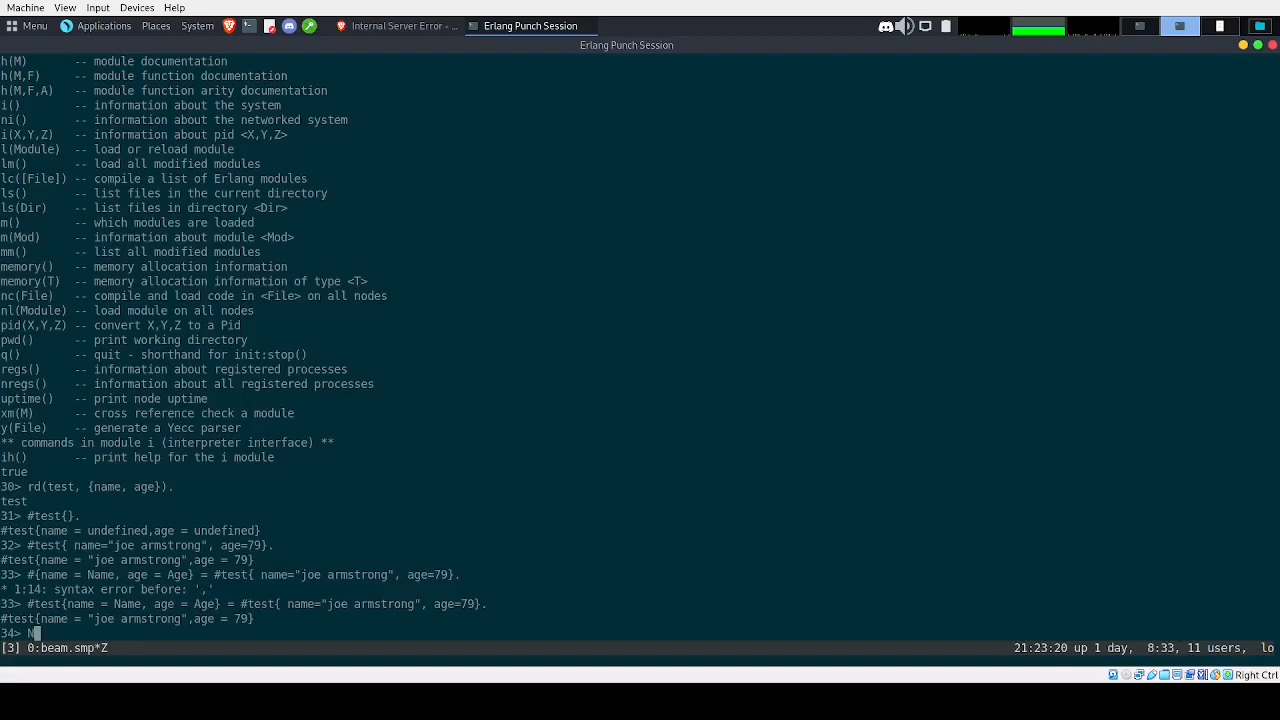 Machine View Input Devices Help
Menu Applications Places System Internal Server Error - ... Erlang Punch Session
Erlang Punch Session
h(M) -- module documentation
h(M,F) -- module function documentation
h(M,F,A) -- module function arity documentation
i() -- information about the system
ni() -- information about the networked system
i(X,Y,Z) -- information about pid <X,Y,Z>
l(Module) -- load or reload module
lm() -- load all modified modules
lc([File]) -- compile a list of Erlang modules
ls() -- list files in the current directory
ls(Dir) -- list files in directory <Dir>
m() -- which modules are loaded
m(Mod) -- information about module <Mod>
mm() -- list all modified modules
memory() -- memory allocation information
memory(T) -- memory allocation information of type <T>
nc(File) -- compile and load code in <File> on all nodes
nl(Module) -- load module on all nodes
pid(X,Y,Z) -- convert X,Y,Z to a Pid
pwd() -- print working directory
q() -- quit - shorthand for init:stop()
regs() -- information about registered processes
nregs() -- information about all registered processes
uptime() -- print node uptime
xm(M) -- cross reference check a module
y(File) -- generate a Yecc parser
** commands in module i (interpreter interface) **
ih() -- print help for the i module
true
30> rd(test, {name, age}).
test
31> #test{}.
#test{name = undefined,age = undefined}
32> #test{ name="joe armstrong", age=79}.
#test{name = "joe armstrong",age = 79}
33> #{name = Name, age = Age} = #test{ name="joe armstrong", age=79}.
* 1:14: syntax error before: ','
33> #test{name = Name, age = Age} = #test{ name="joe armstrong", age=79}.
#test{name = "joe armstrong",age = 79}
34> N
[3] 0:beam.smp*Z 21:23:20 up 1 day, 8:33, 11 users, lo
Right Ctrl